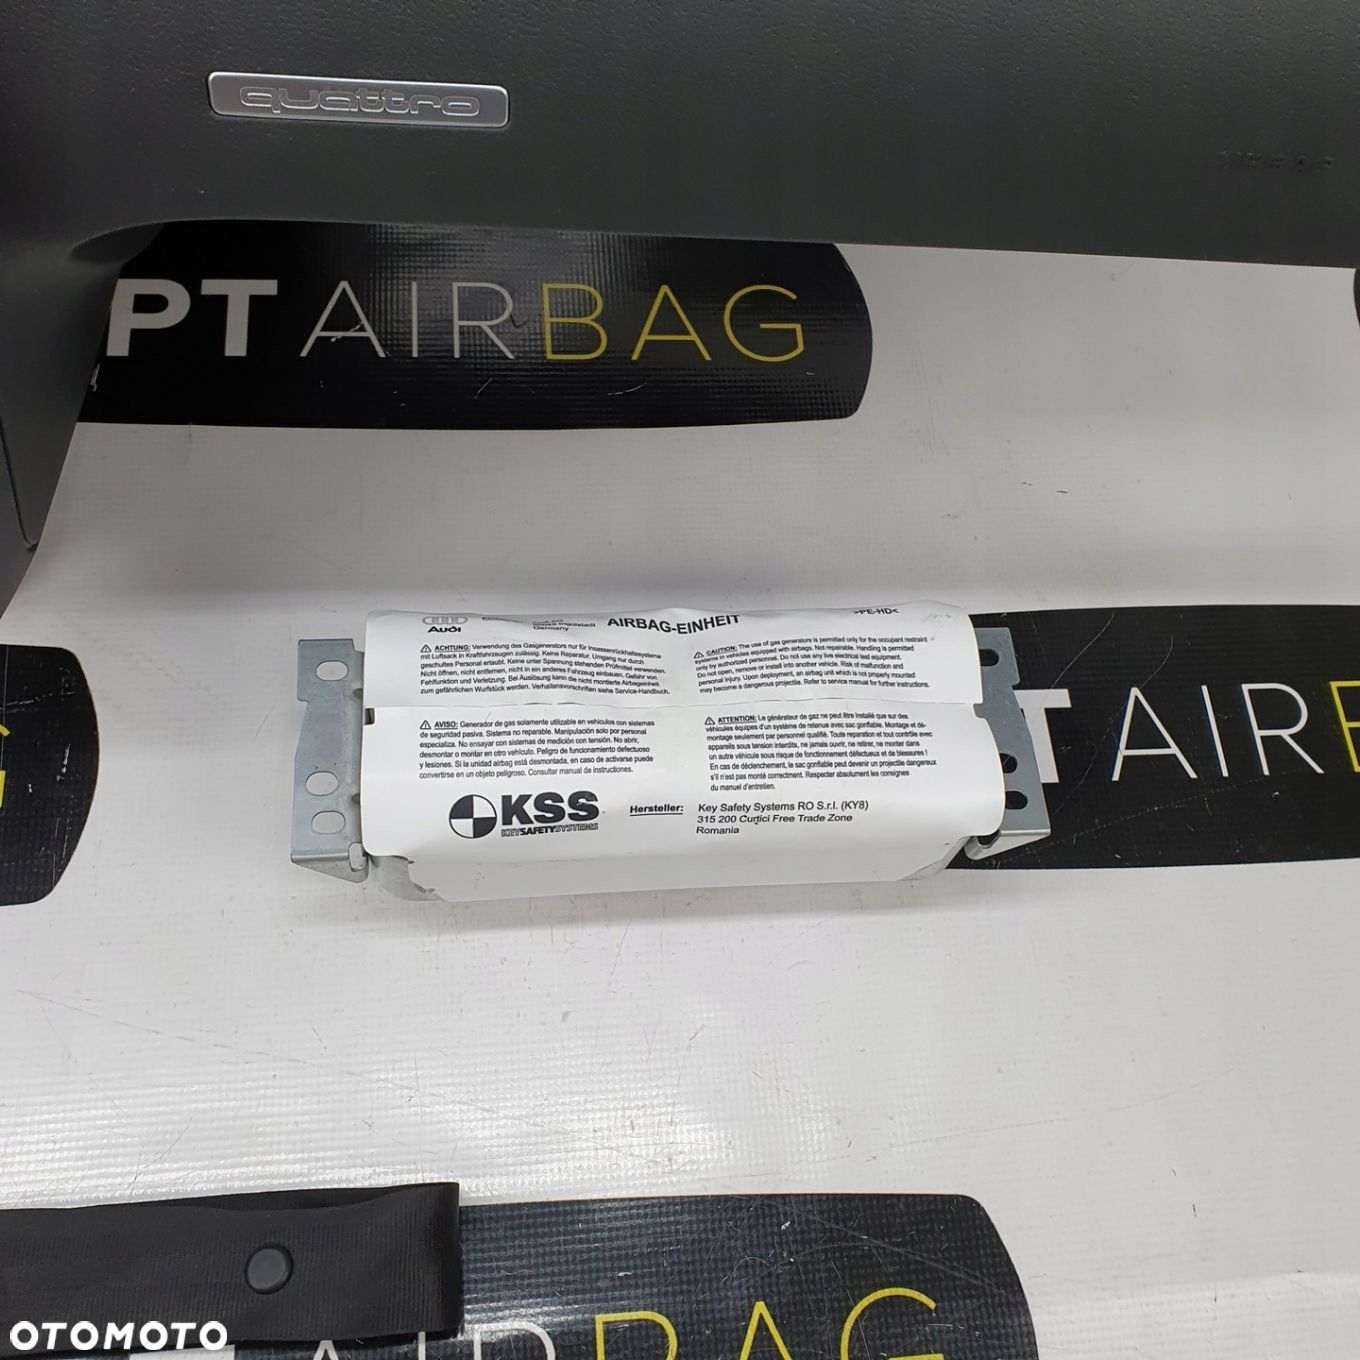 quattro
PT AIRBAG
Audi
Germany
AIRBAG-EINHEIT
>PE-HD<
ACHTUNG: Verwendung des Gasgenerators nur für Insassenrückhaltesysteme
mit Luftsack in Kraftfahrzeugen zulässig. Keine Reparatur. Umgang nur durch
geschultes Personal erlaubt. Keine unter Spannung stehenden Prüfmittel verwenden.
Nicht öffnen, nicht entfernen, nicht in ein anderes Fahrzeug einbauen. Gefahr von
Fehlfunktion und Verletzung. Bei Auslösung kann die nicht montierte Airbageinheit
zum gefährlichen Wurfstück werden. Verhaltensvorschriften siehe Service-Handbuch.
CAUTION: The use of gas generators is permitted only for the occupant restraint
systems in vehicles equipped with airbags. Not repairable. Handling is permitted
only by authorized personnel. Do not use any live electrical test equipment.
Do not open, remove or install into another vehicle. Risk of malfunction and
personal injury. Upon deployment, an airbag unit which is not properly mounted
may become a dangerous projectile. Refer to service manual for further instructions.
AVISO: Generador de gas solamente utilizable en vehículos con sistemas
de seguridad pasiva. Sistema no reparable. Manipulación solo por personal
especializa. No ensayar con sistemas de medición con tensión. No abrir,
desmontar o montar en otro vehículo. Peligro de funcionamiento defectuoso
y lesiones. Si la unidad airbag está desmontada, en caso de activarse puede
convertirse en un objeto peligroso. Consultar manual de instrucciones.
ATTENTION: Le générateur de gaz ne peut être installé que sur des
véhicules équipes d'un système de retenue avec sac gonflable. Montage et dé-
montage seulement par personnel qualifié. Toute reparation et tout contrôle avec
appareils sous tension interdits, ne jamais ouvrir, ne retirer, ne monter dans
un autre véhicule sous risque de fonctionnement défectueux et de blessures !
En cas de déclenchement, le sac gonflable peut devenir un projectile dangereux
s'il n'est pas monté correctment. Respecter absolument les consignes
du manuel d'entretien.
KSS
KEYSAFETYSYSTEMS
Hersteller:
Key Safety Systems RO S.r.l. (KY8)
315 200 Curtici Free Trade Zone
Romania
T AIRB
G
AIRBAG
OTOMOTO